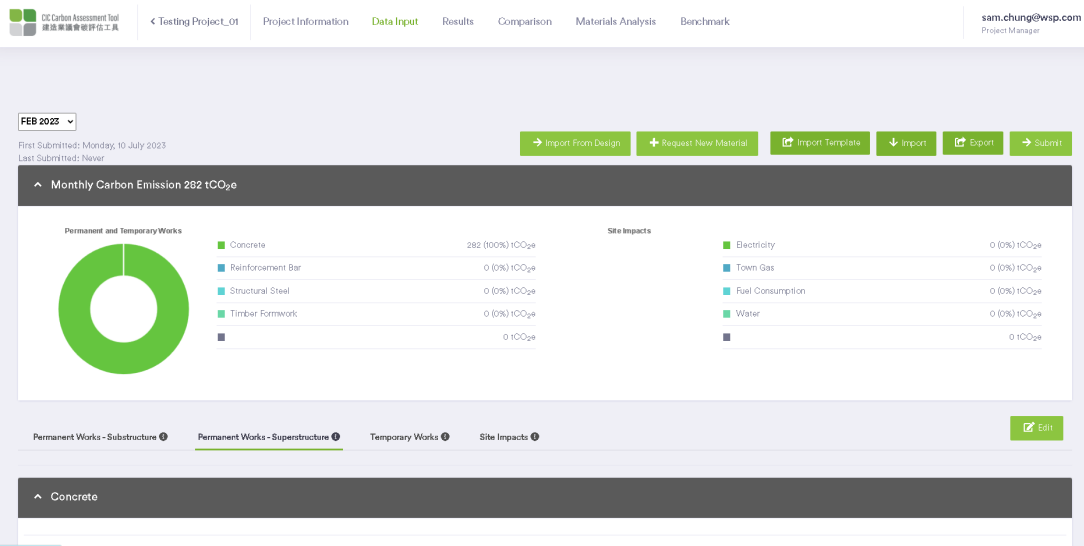 CIC Carbon Assessment Tool
建造業議會碳評估工具
Testing Project_01
Project Information
Data Input
Results
Comparison
Materials Analysis
Benchmark
sam.chung@wsp.com
Project Manager
FEB 2023
First Submitted: Monday, 10 July 2023
Last Submitted: Never
Import From Design
Request New Material
Import Template
Import
Export
Submit
Monthly Carbon Emission 282 tCO₂e
Permanent and Temporary Works
Concrete 282 (100%) tCO₂e
Reinforcement Bar 0 (0%) tCO₂e
Structural Steel 0 (0%) tCO₂e
Timber Formwork 0 (0%) tCO₂e
0 tCO₂e
Site Impacts
Electricity 0 (0%) tCO₂e
Town Gas 0 (0%) tCO₂e
Fuel Consumption 0 (0%) tCO₂e
Water 0 (0%) tCO₂e
0 tCO₂e
Permanent Works - Substructure
Permanent Works - Superstructure
Temporary Works
Site Impacts
Edit
Concrete